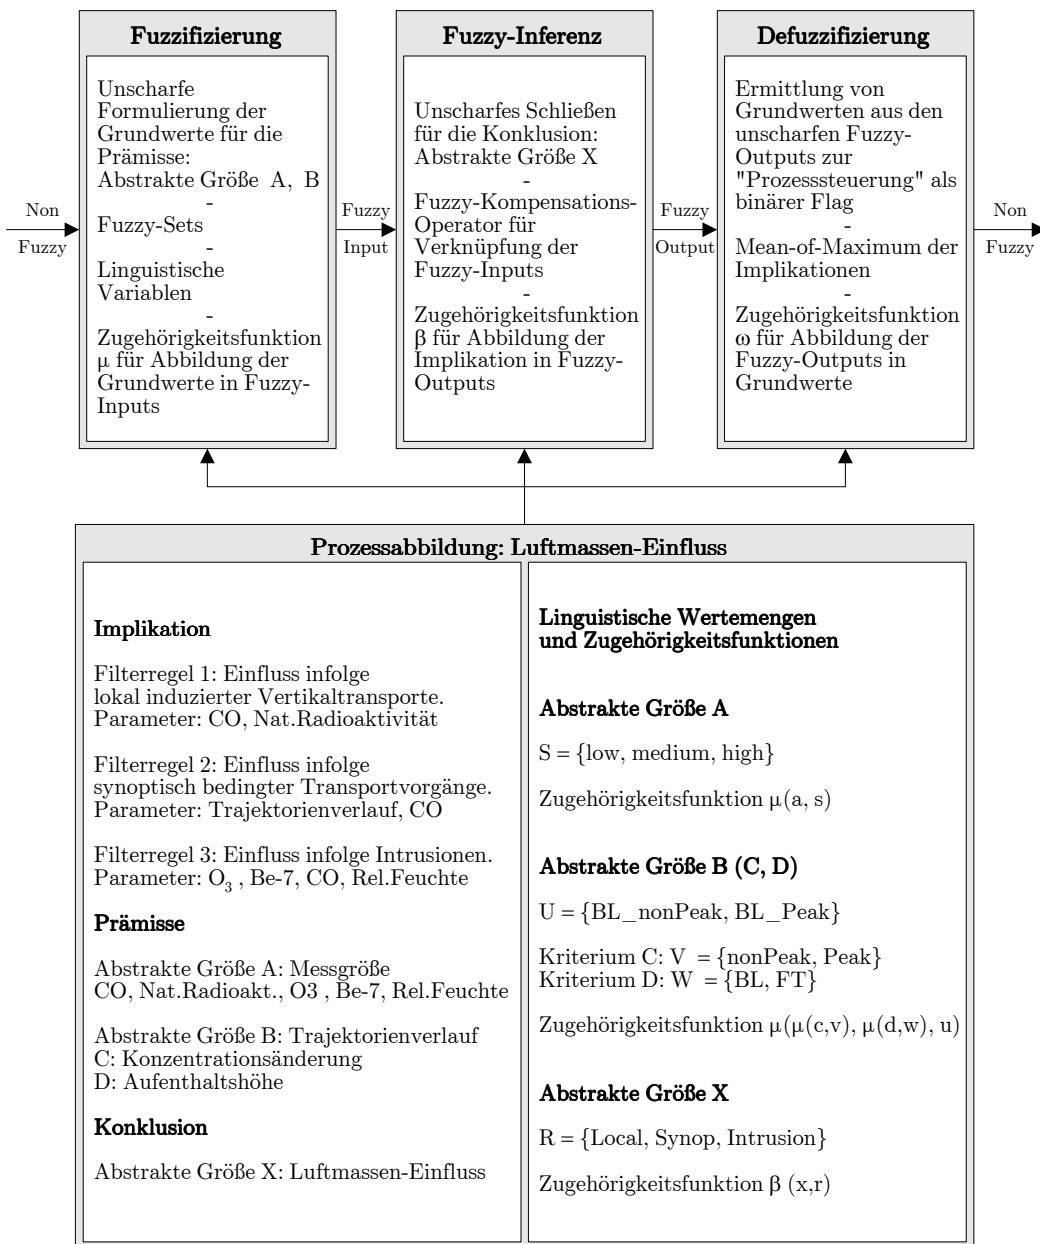 Fuzzifizierung
Unscharfe
Formulierung der
Grundwerte für die
Prämisse:
Abstrakte Größe A, B
-
Fuzzy-Sets
-
Linguistische
Variablen
-
Zugehörigkeitsfunktion
μ für Abbildung der
Grundwerte in Fuzzy-
Inputs
Non
Fuzzy
Fuzzy
Input
Fuzzy-Inferenz
Unscharfes Schließen
für die Konklusion:
Abstrakte Größe X
-
Fuzzy-Kompensations-
Operator für
Verknüpfung der
Fuzzy-Inputs
-
Zugehörigkeitsfunktion
β für Abbildung der
Implikation in Fuzzy-
Outputs
Fuzzy
Output
Defuzzifizierung
Ermittlung von
Grundwerten aus den
unscharfen Fuzzy-
Outputs zur
"Prozesssteuerung" als
binärer Flag
-
Mean-of-Maximum der
Implikationen
-
Zugehörigkeitsfunktion
ω für Abbildung der
Fuzzy-Outputs in
Grundwerte
Non
Fuzzy
Prozessabbildung: Luftmassen-Einfluss
Implikation
Filterregel 1: Einfluss infolge
lokal induzierter Vertikaltransporte.
Parameter: CO, Nat.Radioaktivität
Filterregel 2: Einfluss infolge
synoptisch bedingter Transportvorgänge.
Parameter: Trajektorienverlauf, CO
Filterregel 3: Einfluss infolge Intrusionen.
Parameter: O₃ , Be-7, CO, Rel.Feuchte
Prämisse
Abstrakte Größe A: Messgröße
CO, Nat.Radioakt., O3 , Be-7, Rel.Feuchte
Abstrakte Größe B: Trajektorienverlauf
C: Konzentrationsänderung
D: Aufenthaltshöhe
Konklusion
Abstrakte Größe X: Luftmassen-Einfluss
Linguistische Wertemengen
und Zugehörigkeitsfunktionen
Abstrakte Größe A
S = {low, medium, high}
Zugehörigkeitsfunktion μ(a, s)
Abstrakte Größe B (C, D)
U = {BL_nonPeak, BL_Peak}
Kriterium C: V = {nonPeak, Peak}
Kriterium D: W = {BL, FT}
Zugehörigkeitsfunktion μ(μ(c,v), μ(d,w), u)
Abstrakte Größe X
R = {Local, Synop, Intrusion}
Zugehörigkeitsfunktion β (x,r)